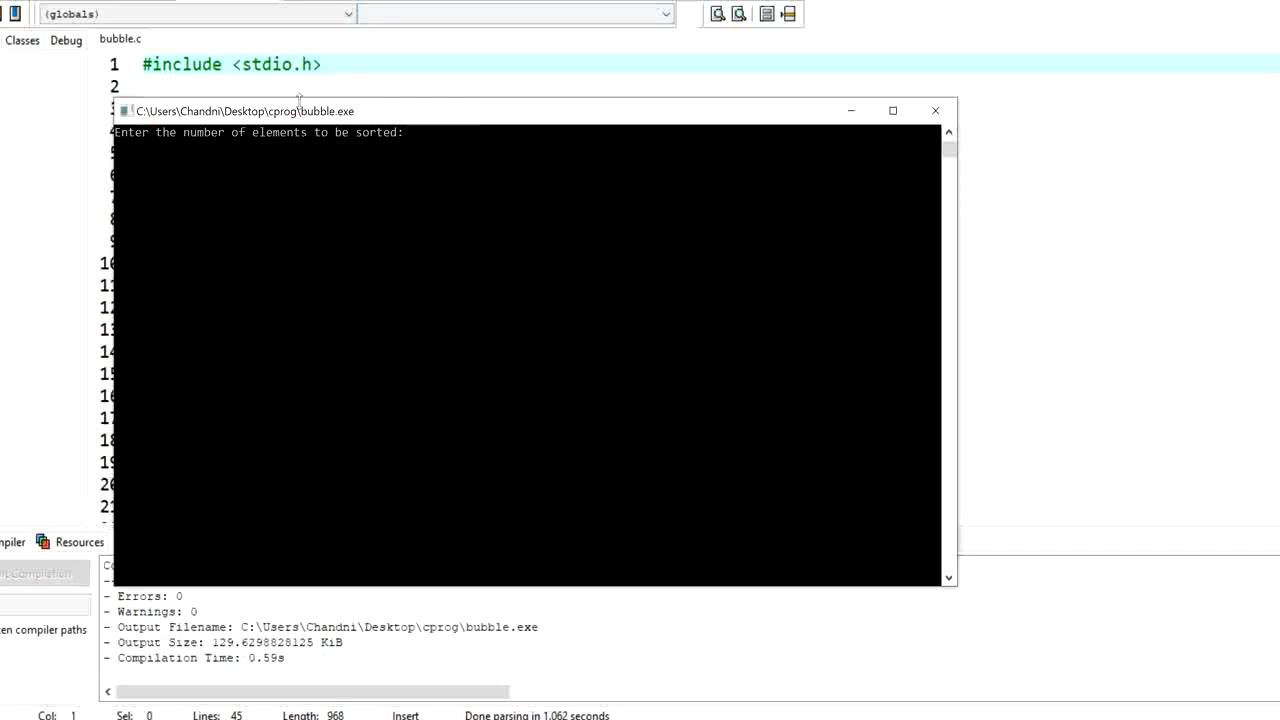 (globals)
Classes Debug bubble.c
1 #include <stdio.h>
2
C:\Users\Chandni\Desktop\cprog\bubble.exe
Enter the number of elements to be sorted:
10
11
12
13
14
15
16
17
18
19
20
21
Resources
- Errors: 0
- Warnings: 0
- Output Filename: C:\Users\Chandni\Desktop\cprog\bubble.exe
- Output Size: 129.6298828125 KiB
- Compilation Time: 0.59s
compiler paths
Col: 1 Sel: 0 Lines: 45 Length: 968 Insert Done parsing in 1.062 seconds